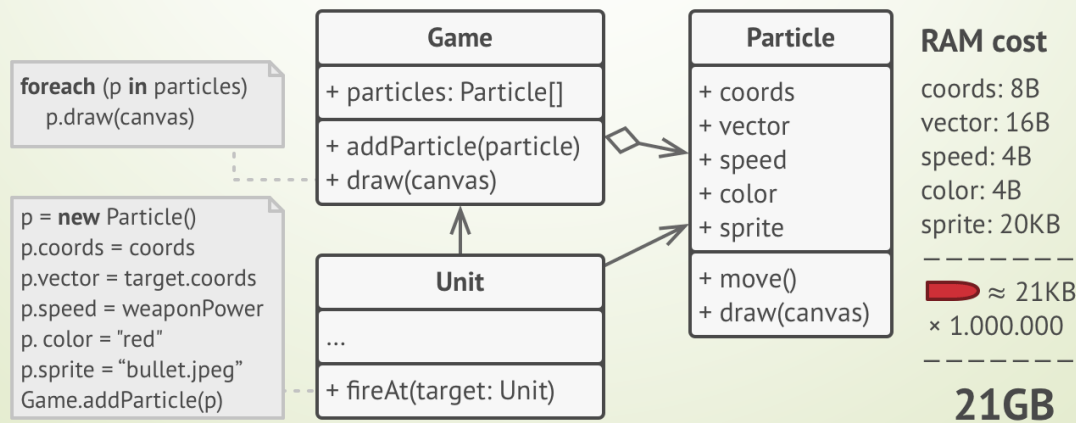 foreach (p in particles)
p.draw(canvas)
p = new Particle()
p.coords = coords
p.vector = target.coords
p.speed = weaponPower
p. color = "red"
p.sprite = “bullet.jpeg”
Game.addParticle(p)
Game
+ particles: Particle[]
+ addParticle(particle)
+ draw(canvas)
Unit
...
+ fireAt(target: Unit)
Particle
+ coords
+ vector
+ speed
+ color
+ sprite
+ move()
+ draw(canvas)
RAM cost
coords: 8B
vector: 16B
speed: 4B
color: 4B
sprite: 20KB
≈ 21KB
× 1.000.000
21GB